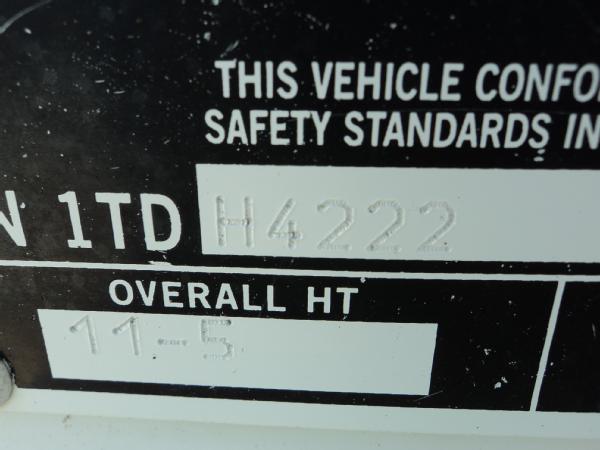 THIS VEHICLE CONFO
SAFETY STANDARDS IN
N 1TD H4222
OVERALL HT
11-5